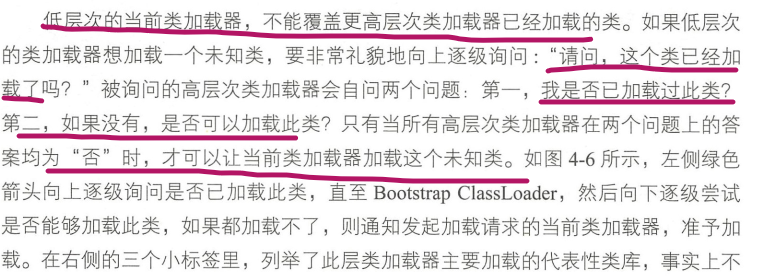 低层次的当前类加载器，不能覆盖更高层次类加载器已经加载的类。如果低层次
的类加载器想加载一个未知类，要非常礼貌地向上逐级询问：“请问，这个类已经加
载了吗？”被询问的高层次类加载器会自问两个问题：第一，我是否已加载过此类？
第二，如果没有，是否可以加载此类？只有当所有高层次类加载器在两个问题上的答
案均为“否”时，才可以让当前类加载器加载这个未知类。如图 4-6 所示，左侧绿色
箭头向上逐级询问是否已加载此类，直至 Bootstrap ClassLoader，然后向下逐级尝试
是否能够加载此类，如果都加载不了，则通知发起加载请求的当前类加载器，准予加
载。在右侧的三个小标签里，列举了此层类加载器主要加载的代表性类库，事实上不